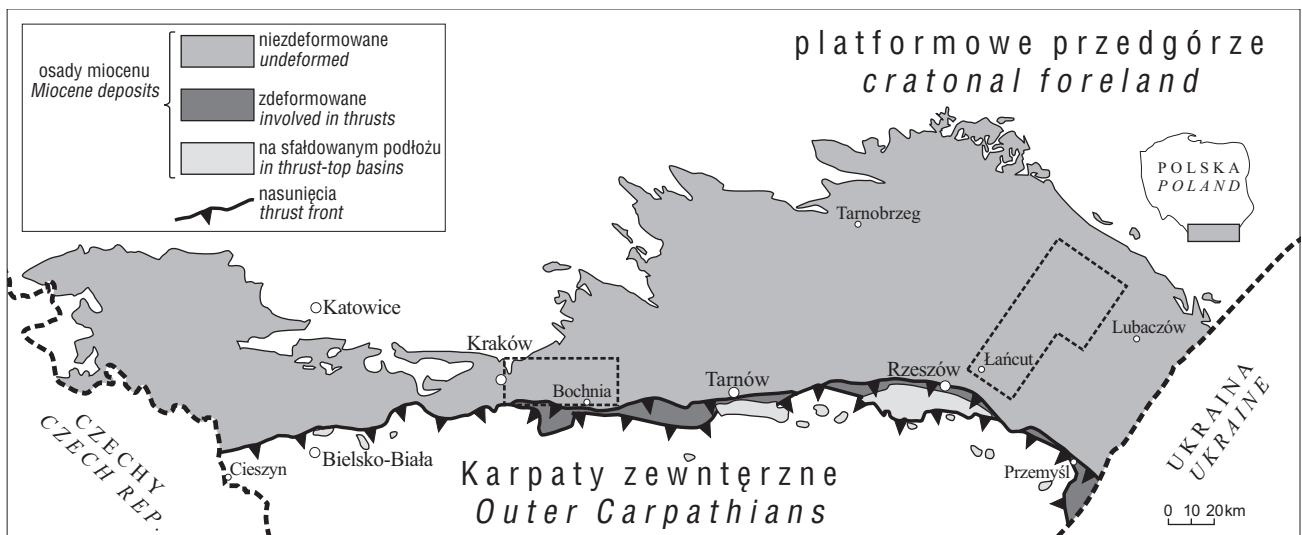 osady miocenu
Miocene deposits
niezdeformowane
undeformed
zdeformowane
involved in thrusts
na sfałdowanym podłożu
in thrust-top basins
nasunięcia
thrust front
platformowe przedgórze
cratonal foreland
POLSKA
POLAND
Tarnobrzeg
Katowice
Kraków
Bochnia
Tarnów
Rzeszów
Łańcut
Lubaczów
Przemyśl
Bielsko-Biała
Cieszyn
CZECHY
CZECH REP.
UKRAINA
UKRAINE
Karpaty zewntęrzne
Outer Carpathians
0 10 20 km